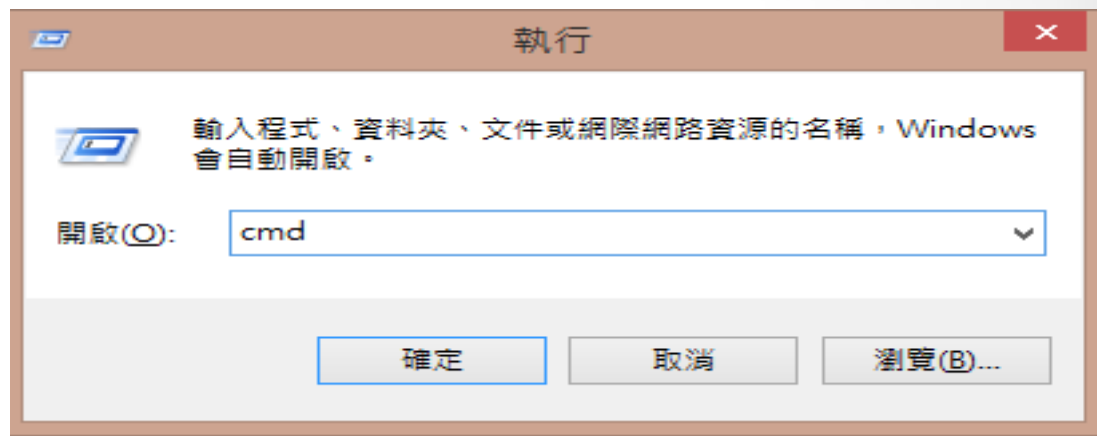 執行
輸入程式、資料夾、文件或網際網路資源的名稱，Windows
會自動開啟。
開啟(O):
cmd
確定
取消
瀏覽(B)...